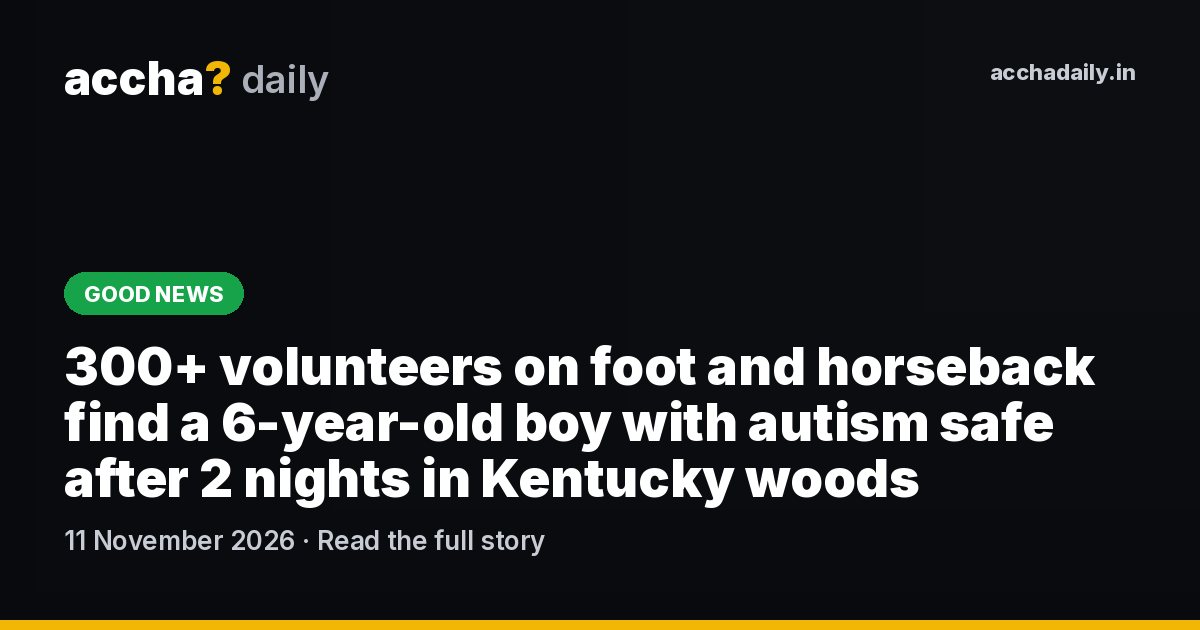 accha? daily
acchadaily.in
GOOD NEWS
300+ volunteers on foot and horseback
find a 6-year-old boy with autism safe
after 2 nights in Kentucky woods
11 November 2026 · Read the full story